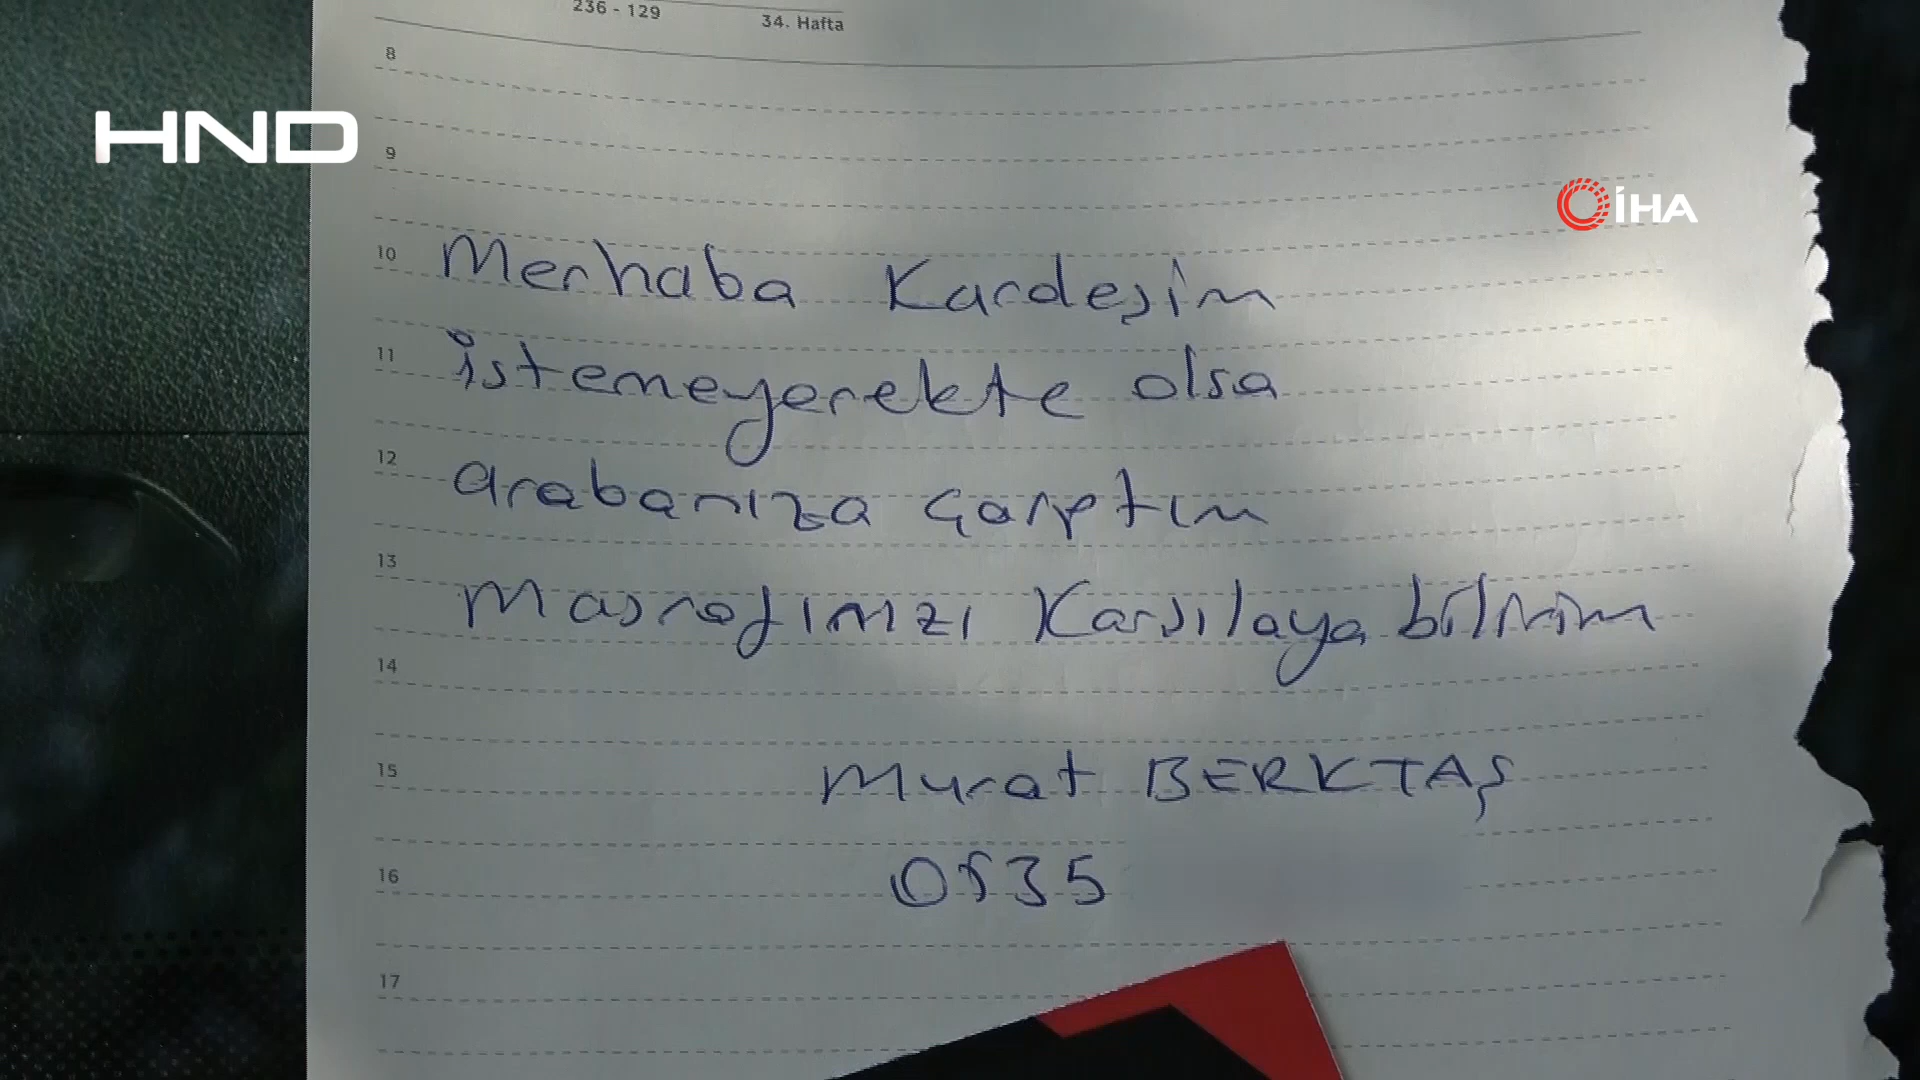 236 - 129
34. Hafta
8
HND
9
İHA
10 Merhaba Kardeşim
11 istemeyerekte olsa
12 arabanıza çarptım
13 Masrafımzı Karşılaya bilirim
14
15 Murat BERKTAŞ
16 0535
17